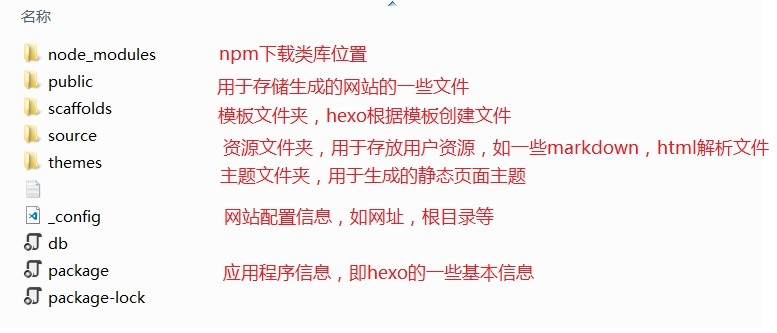 名称
node_modules npm下载类库位置
public 用于存储生成的网站的一些文件
scaffolds 模板文件夹，hexo根据模板创建文件
source 资源文件夹，用于存放用户资源，如一些markdown，html解析文件
themes 主题文件夹，用于生成的静态页面主题
_config 网站配置信息，如网址，根目录等
db
package 应用程序信息，即hexo的一些基本信息
package-lock